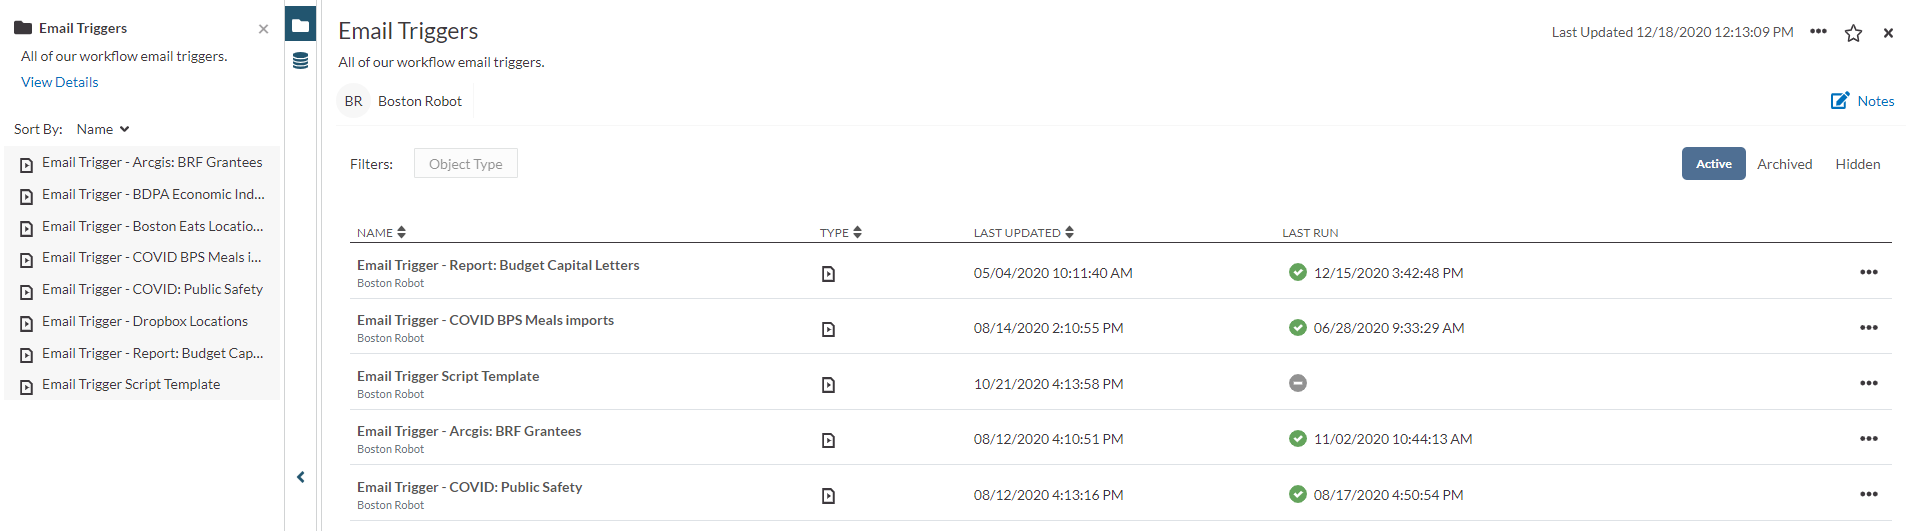 Email Triggers
All of our workflow email triggers.
View Details
Sort By: Name
Email Trigger - Arcgis: BRF Grantees
Email Trigger - BDPA Economic Ind...
Email Trigger - Boston Eats Locatio...
Email Trigger - COVID BPS Meals i...
Email Trigger - COVID: Public Safety
Email Trigger - Dropbox Locations
Email Trigger - Report: Budget Cap...
Email Trigger Script Template
Email Triggers
Last Updated 12/18/2020 12:13:09 PM
All of our workflow email triggers.
BR Boston Robot
Notes
Filters: Object Type
Active Archived Hidden
NAME TYPE LAST UPDATED LAST RUN
Email Trigger - Report: Budget Capital Letters
Boston Robot
05/04/2020 10:11:40 AM
12/15/2020 3:42:48 PM
Email Trigger - COVID BPS Meals imports
Boston Robot
08/14/2020 2:10:55 PM
06/28/2020 9:33:29 AM
Email Trigger Script Template
Boston Robot
10/21/2020 4:13:58 PM
Email Trigger - Arcgis: BRF Grantees
Boston Robot
08/12/2020 4:10:51 PM
11/02/2020 10:44:13 AM
Email Trigger - COVID: Public Safety
Boston Robot
08/12/2020 4:13:16 PM
08/17/2020 4:50:54 PM